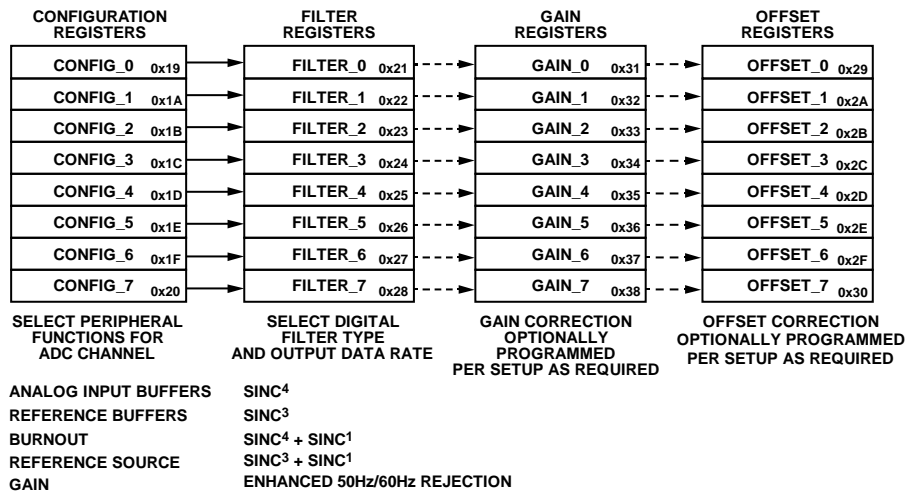 CONFIGURATION REGISTERS
FILTER REGISTERS
GAIN REGISTERS
OFFSET REGISTERS
CONFIG_0 0x19 FILTER_0 0x21 GAIN_0 0x31 OFFSET_0 0x29
CONFIG_1 0x1A FILTER_1 0x22 GAIN_1 0x32 OFFSET_1 0x2A
CONFIG_2 0x1B FILTER_2 0x23 GAIN_2 0x33 OFFSET_2 0x2B
CONFIG_3 0x1C FILTER_3 0x24 GAIN_3 0x34 OFFSET_3 0x2C
CONFIG_4 0x1D FILTER_4 0x25 GAIN_4 0x35 OFFSET_4 0x2D
CONFIG_5 0x1E FILTER_5 0x26 GAIN_5 0x36 OFFSET_5 0x2E
CONFIG_6 0x1F FILTER_6 0x27 GAIN_6 0x37 OFFSET_6 0x2F
CONFIG_7 0x20 FILTER_7 0x28 GAIN_7 0x38 OFFSET_7 0x30
SELECT PERIPHERAL
FUNCTIONS FOR
ADC CHANNEL
SELECT DIGITAL
FILTER TYPE
AND OUTPUT DATA RATE
GAIN CORRECTION
OPTIONALLY
PROGRAMMED
PER SETUP AS REQUIRED
OFFSET CORRECTION
OPTIONALLY PROGRAMMED
PER SETUP AS REQUIRED
ANALOG INPUT BUFFERS
REFERENCE BUFFERS
BURNOUT
REFERENCE SOURCE
GAIN
SINC4
SINC3
SINC4 + SINC1
SINC3 + SINC1
ENHANCED 50Hz/60Hz REJECTION